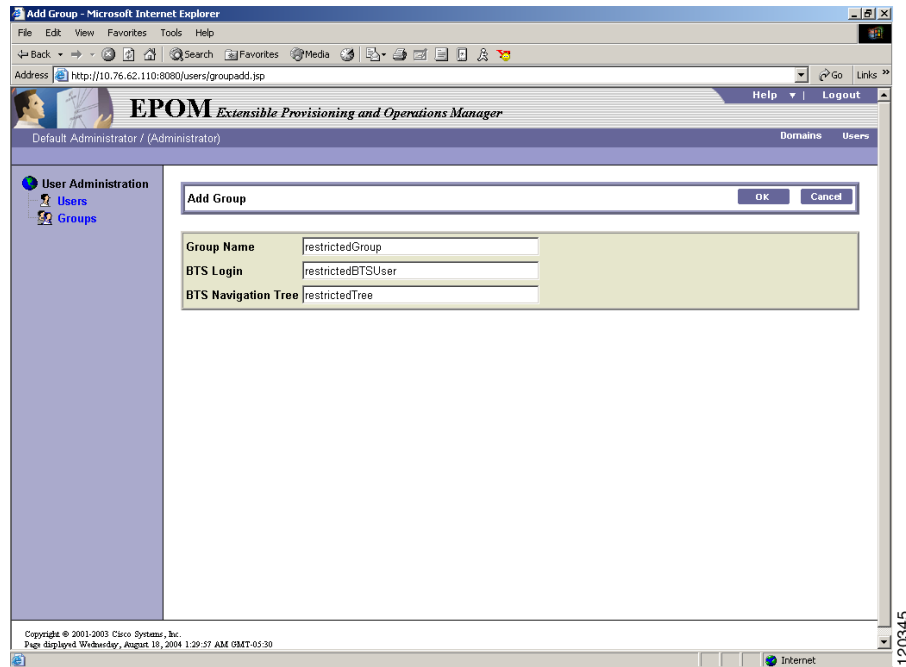 Add Group - Microsoft Internet Explorer
File Edit View Favorites Tools Help
Back Search Favorites Media
Address http://10.76.62.110:8080/users/groupadd.jsp Go Links »
Help | Logout
EPOM Extensible Provisioning and Operations Manager
Default Administrator / (Administrator) Domains Users
User Administration
Users
Groups
Add Group OK Cancel
Group Name restrictedGroup
BTS Login restrictedBTSUser
BTS Navigation Tree restrictedTree
Copyright © 2001-2003 Cisco Systems, Inc.
Page displayed Wednesday, August 18, 2004 1:29:57 AM GMT-05:30
Internet
120345